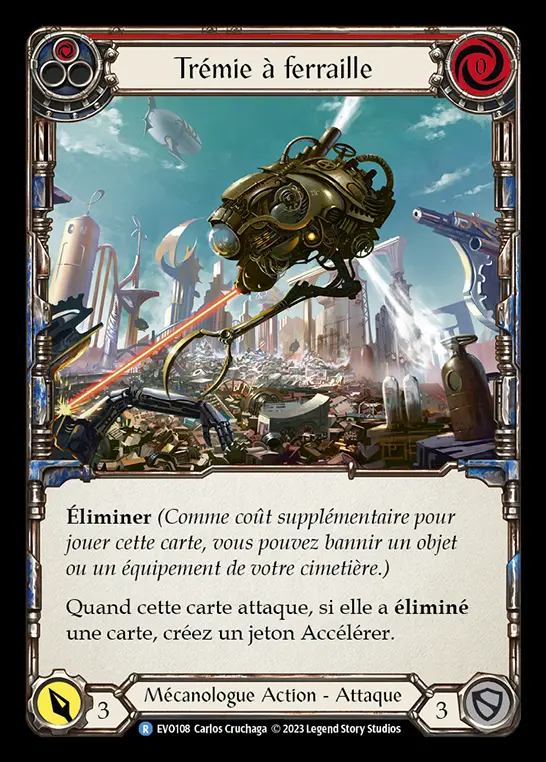 Trémie à ferraille
0
Éliminer (Comme coût supplémentaire pour
jouer cette carte, vous pouvez bannir un objet
ou un équipement de votre cimetière.)
Quand cette carte attaque, si elle a éliminé
une carte, créez un jeton Accélérer.
3
Mécanologue Action - Attaque
3
R EVO108 Carlos Cruchaga © 2023 Legend Story Studios